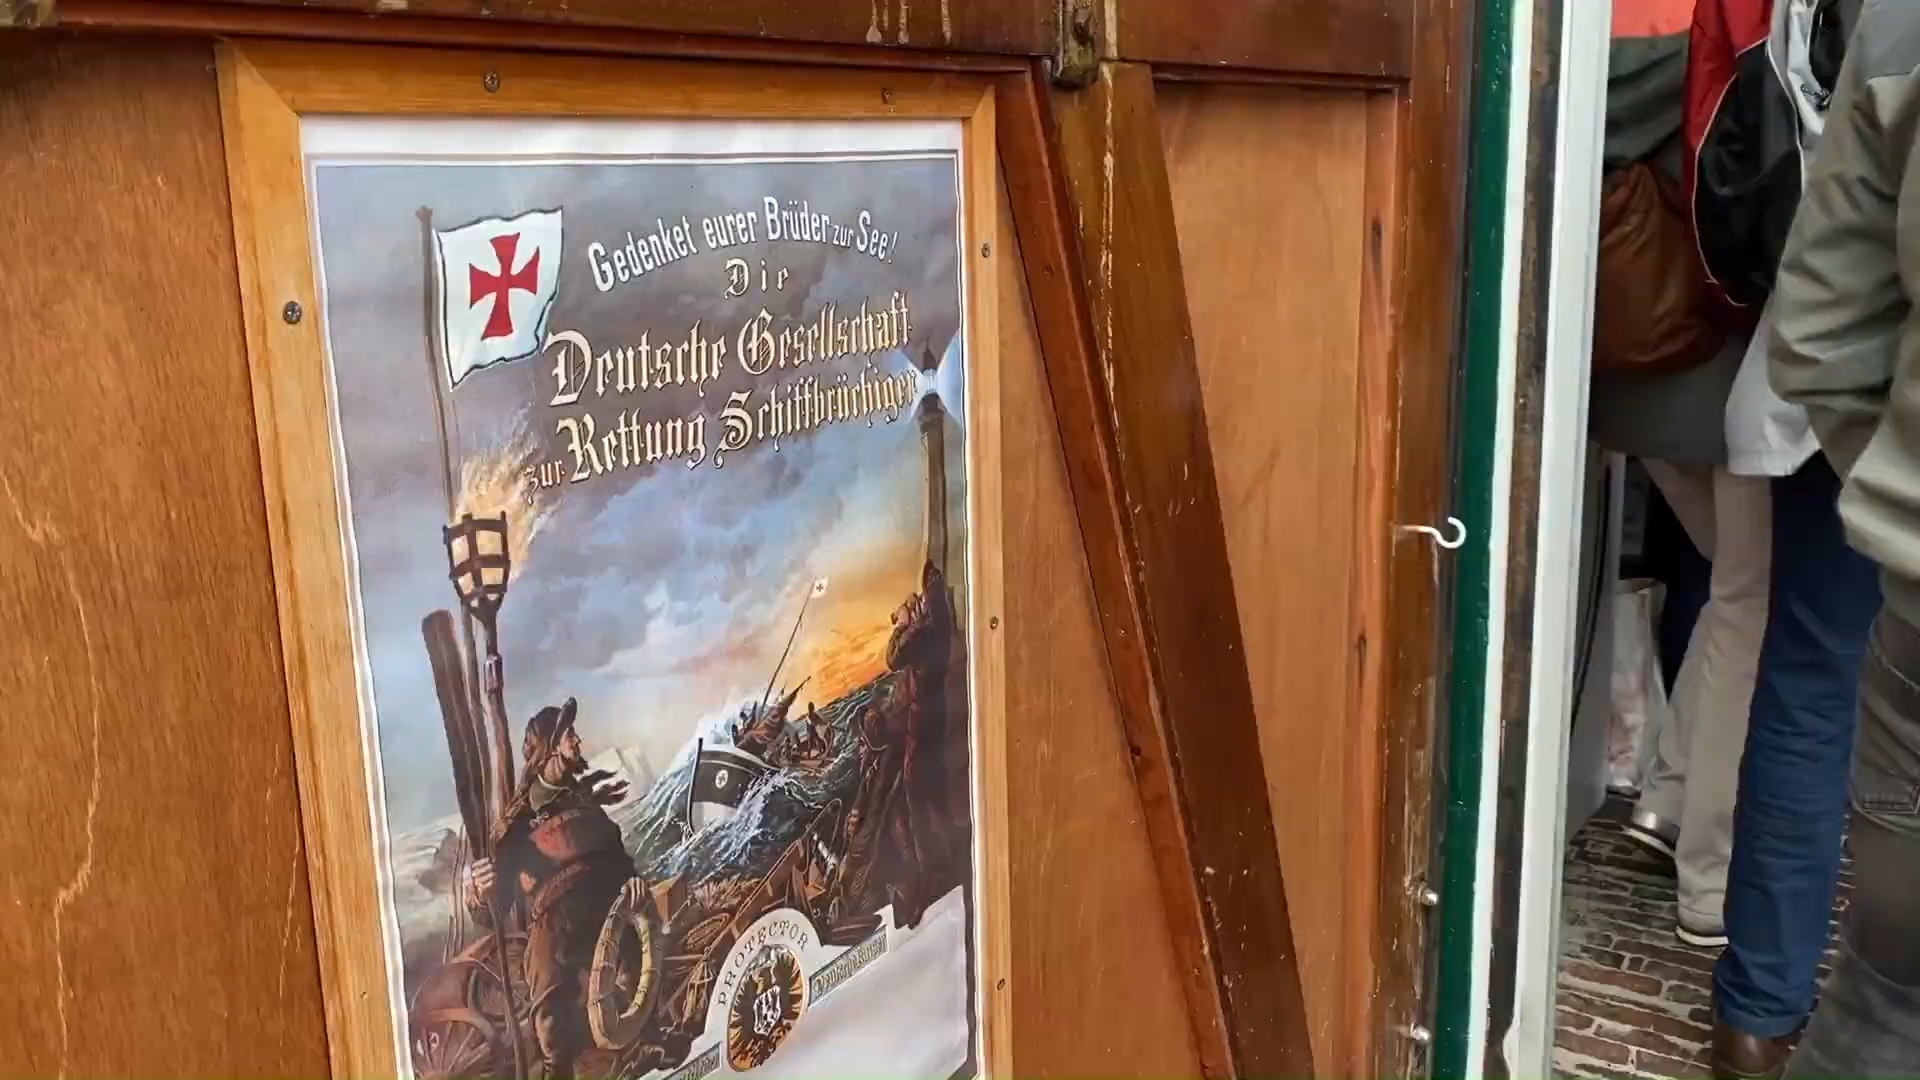 Gedenket eurer Brüder zur See!
Die
Deutsche Gesellschaft
zur Rettung Schiffbrüchiger
PROTECTOR